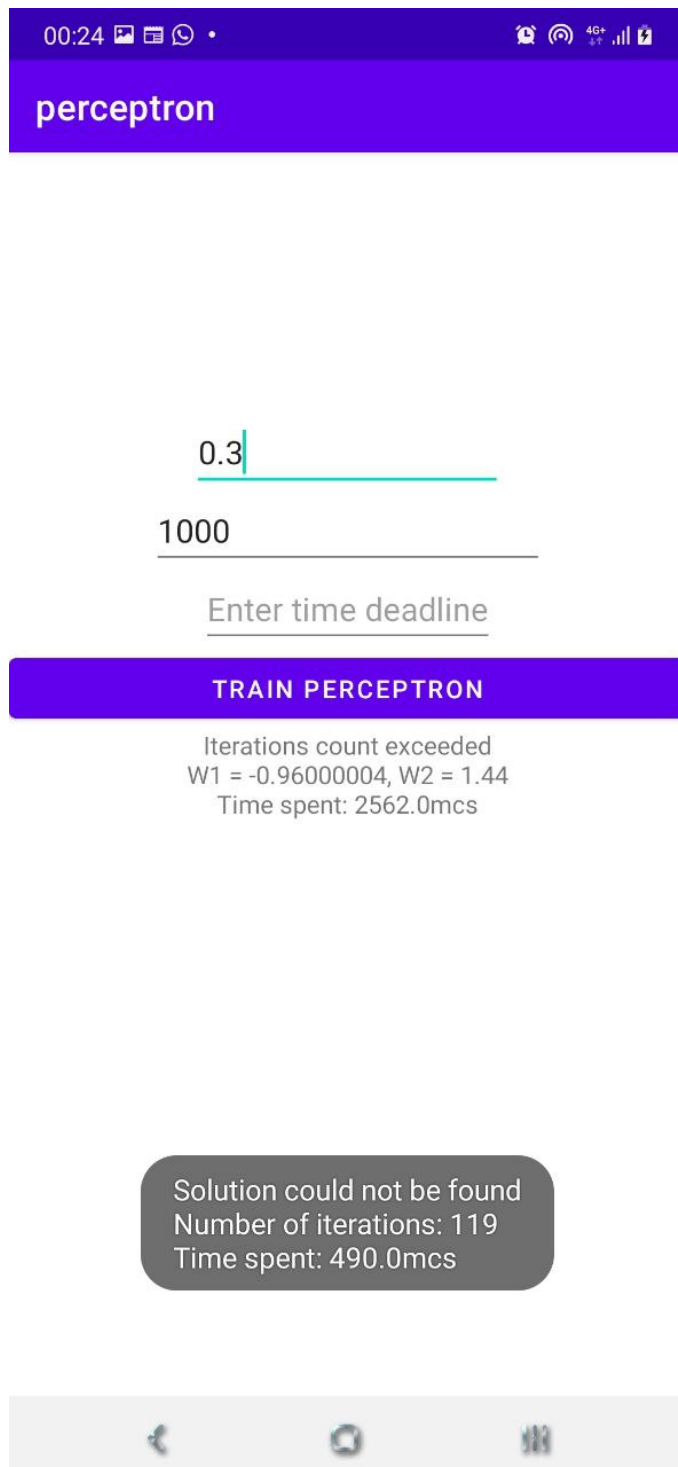 00:24
4G+
perceptron
0.3
1000
Enter time deadline
TRAIN PERCEPTRON
Iterations count exceeded
W1 = -0.96000004, W2 = 1.44
Time spent: 2562.0mcs
Solution could not be found
Number of iterations: 119
Time spent: 490.0mcs